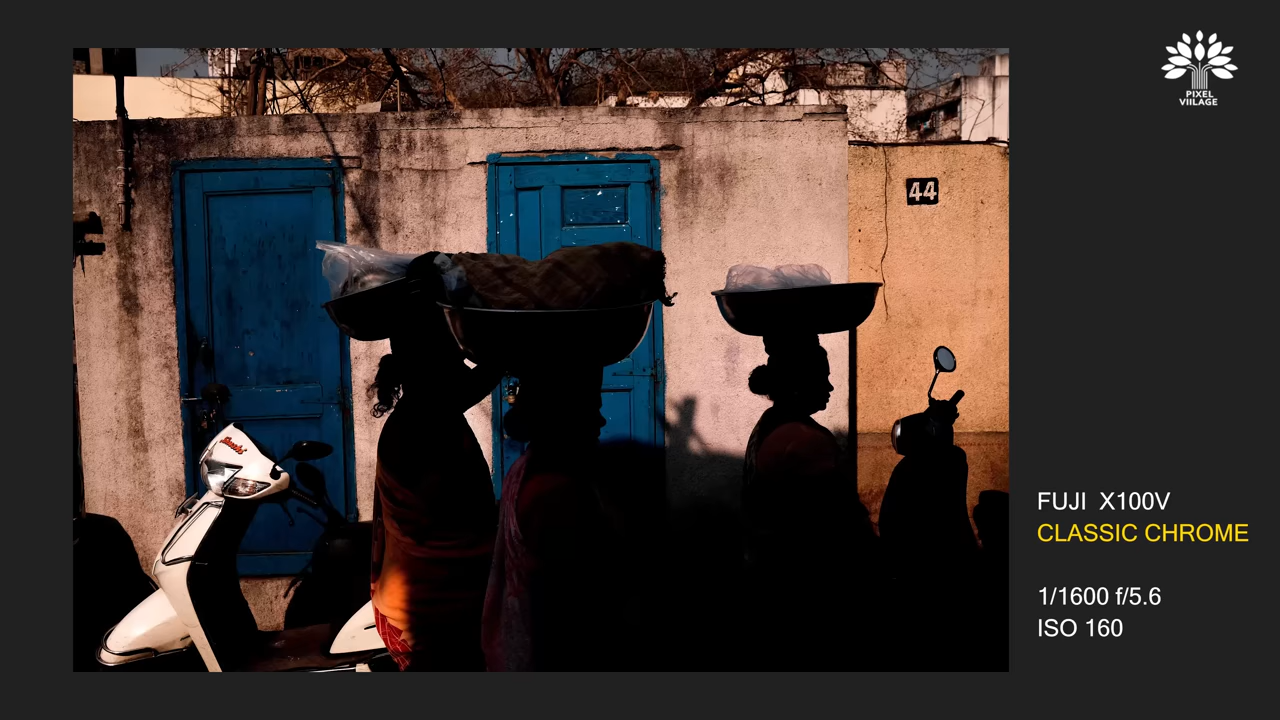 PIXEL
VIILAGE
44
FUJI X100V
CLASSIC CHROME
1/1600 f/5.6
ISO 160